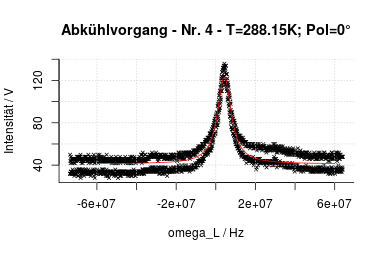 Abkühlvorgang - Nr. 4 - T=288.15K; Pol=0°
Intensität / V
120
80
40
-6e+07 -2e+07 2e+07 6e+07
omega_L / Hz